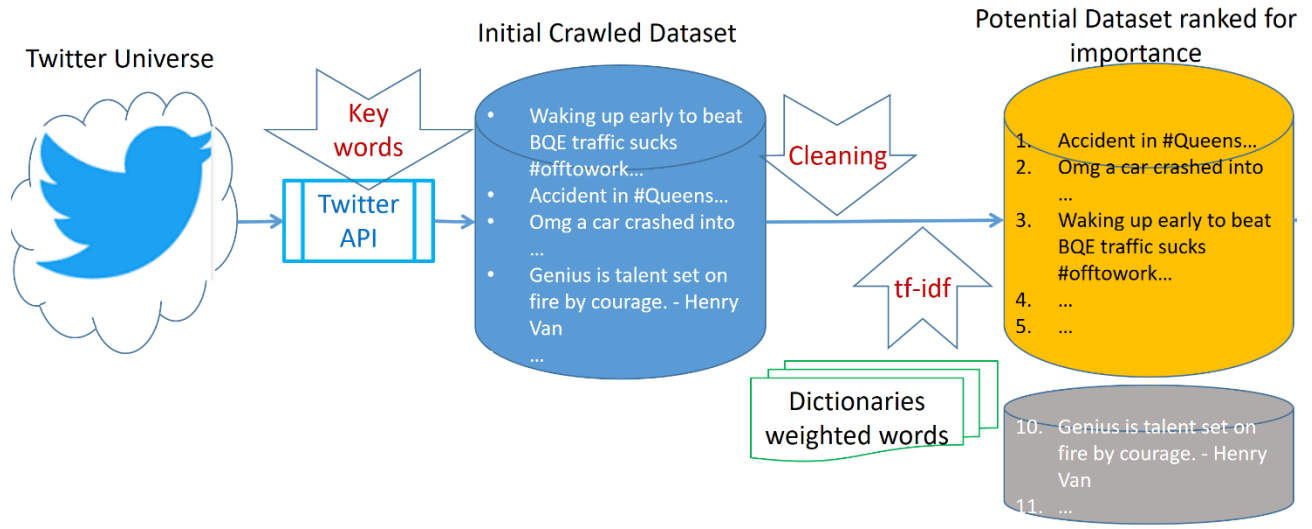 Twitter Universe
Key
words
Twitter
API
Initial Crawled Dataset
• Waking up early to beat
BQE traffic sucks
#offtowork...
• Accident in #Queens...
• Omg a car crashed into
...
• Genius is talent set on
fire by courage. - Henry
Van
...
Cleaning
tf-idf
Dictionaries
weighted words
Potential Dataset ranked for
importance
1. Accident in #Queens...
2. Omg a car crashed into
...
3. Waking up early to beat
BQE traffic sucks
#offtowork...
4. ...
5. ...
10. Genius is talent set on
fire by courage. - Henry
Van
11. ...